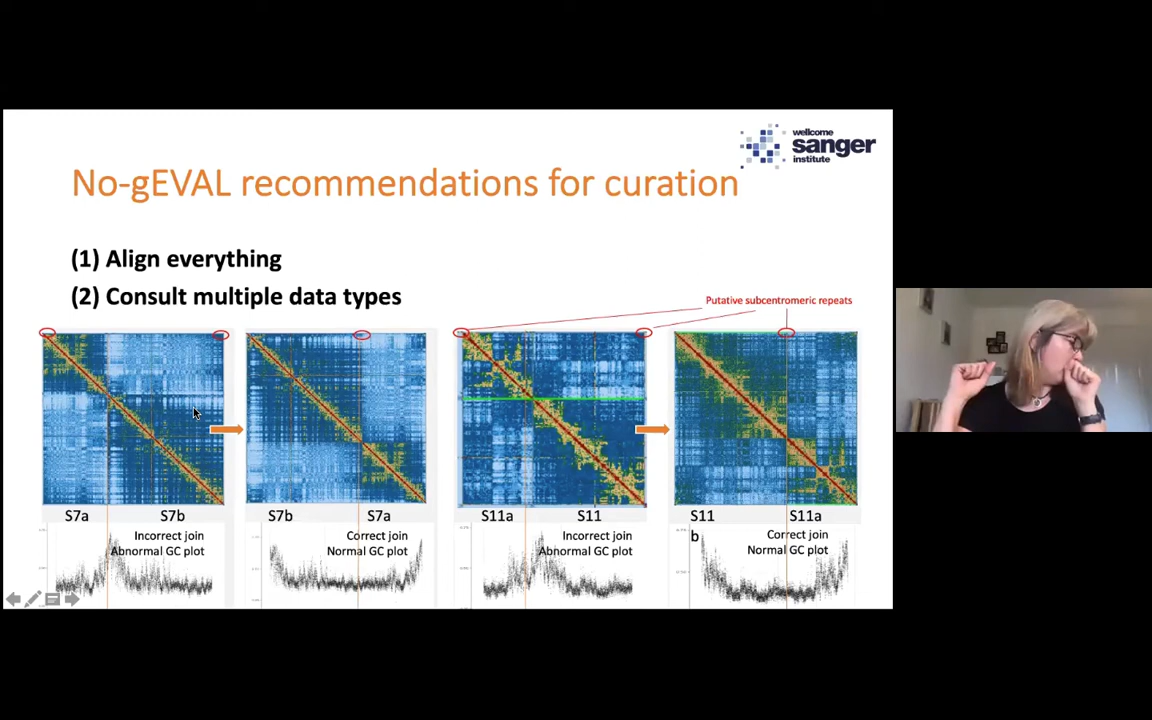 wellcome
sanger
institute
No-gEVAL recommendations for curation
(1) Align everything
(2) Consult multiple data types
Putative subcentromeric repeats
S7a S7b S7b S7a S11a S11 S11 S11a
Incorrect join
Abnormal GC plot
Correct join
Normal GC plot
Incorrect join
Abnormal GC plot
b
Correct join
Normal GC plot